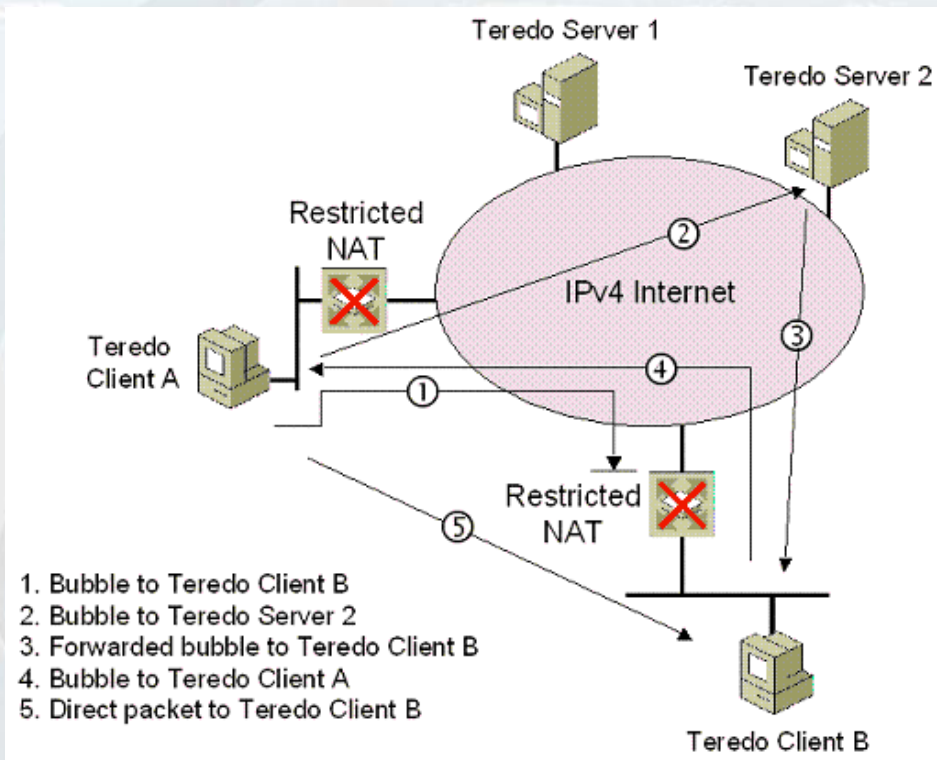 Teredo Server 1
Teredo Server 2
Restricted
NAT
②
IPv4 Internet
③
Teredo
Client A
④
①
Restricted
NAT
⑤
1. Bubble to Teredo Client B
2. Bubble to Teredo Server 2
3. Forwarded bubble to Teredo Client B
4. Bubble to Teredo Client A
5. Direct packet to Teredo Client B
Teredo Client B